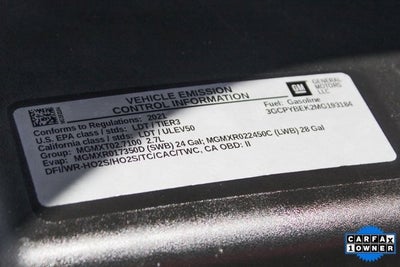 VEHICLE EMISSION
CONTROL INFORMATION
GM
GENERAL
MOTORS
LLC
Conforms to Regulations: 2021
U.S. EPA class / stds: LDT / TIER3
California class / stds: LDT / ULEV50
Group: MGMXT02.7100 2.7L
Evap: MGMXR017350D (SWB) 24 Gal; MGMXR022450C (LWB) 28 Gal
DFI/WR-HO2S/HO2S/TC/CAC/TWC, CA OBD: II
Fuel: Gasoline
3GCPYBEK2MG193184
CARFAX
1 OWNER